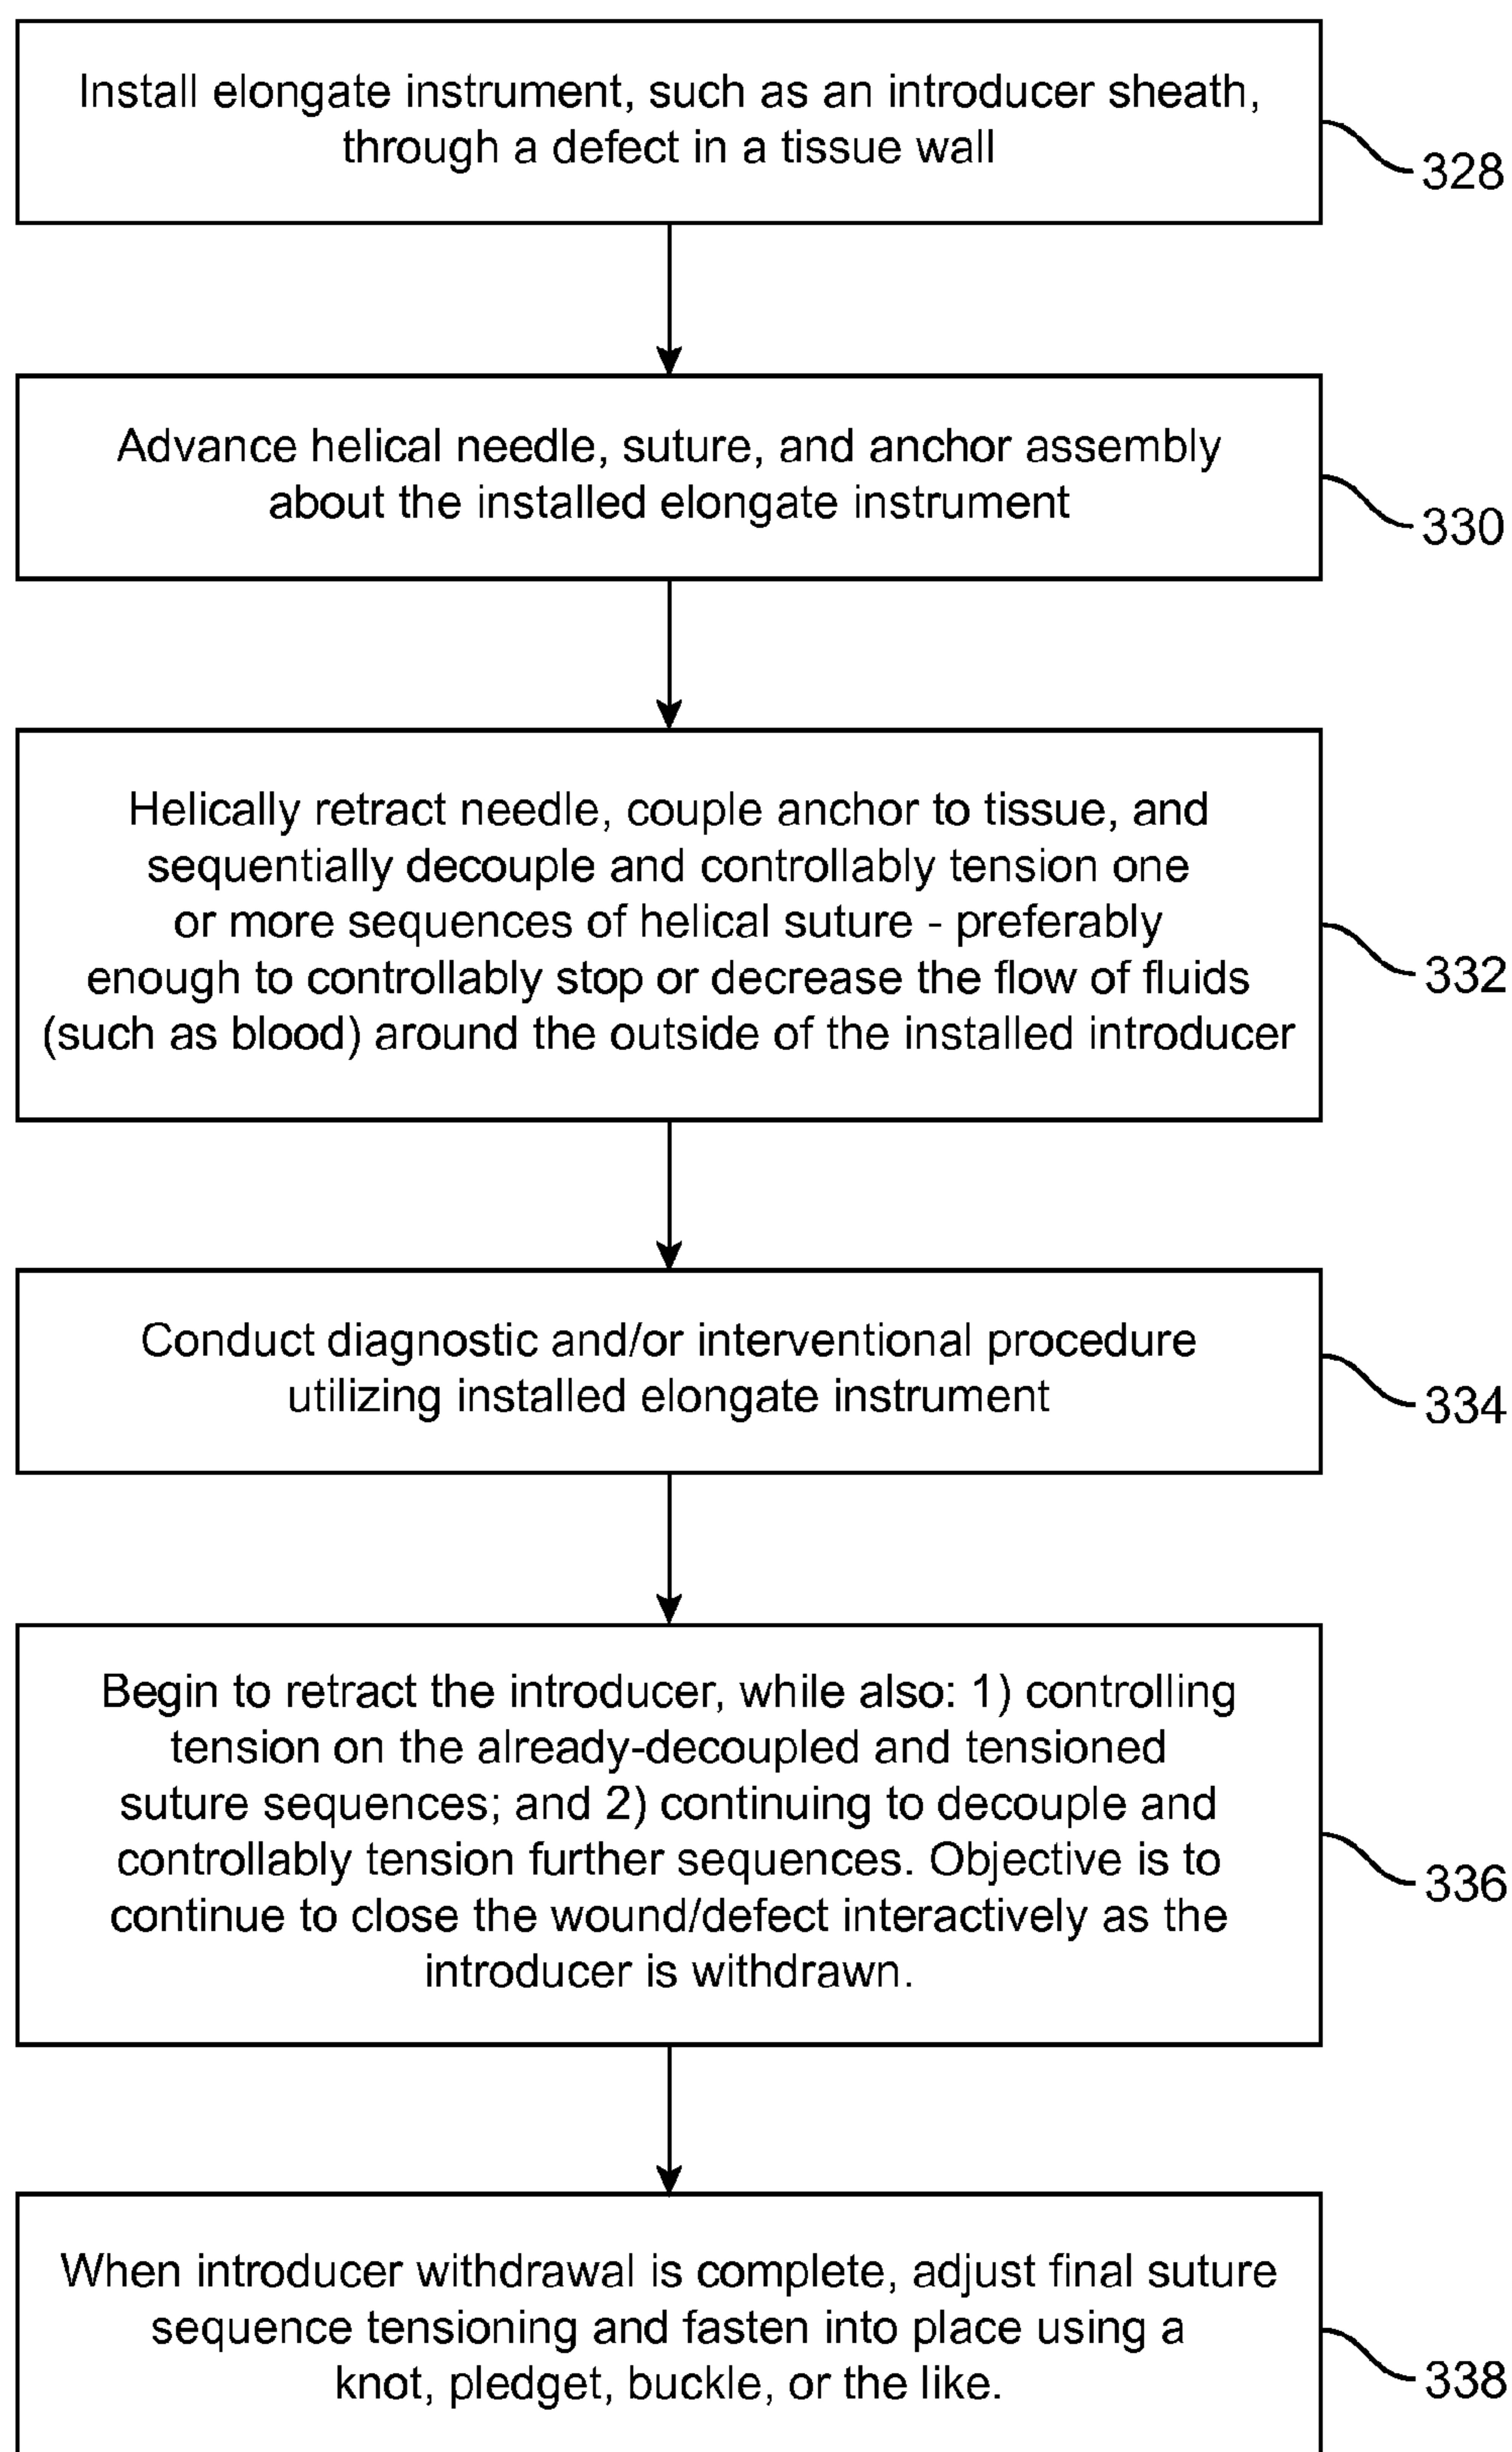 Install elongate instrument, such as an introducer sheath,
through a defect in a tissue wall
328
Advance helical needle, suture, and anchor assembly
about the installed elongate instrument
330
Helically retract needle, couple anchor to tissue, and
sequentially decouple and controllably tension one
or more sequences of helical suture - preferably
enough to controllably stop or decrease the flow of fluids
(such as blood) around the outside of the installed introducer
332
Conduct diagnostic and/or interventional procedure
utilizing installed elongate instrument
334
Begin to retract the introducer, while also: 1) controlling
tension on the already-decoupled and tensioned
suture sequences; and 2) continuing to decouple and
controllably tension further sequences. Objective is to
continue to close the wound/defect interactively as the
introducer is withdrawn.
336
When introducer withdrawal is complete, adjust final suture
sequence tensioning and fasten into place using a
knot, pledget, buckle, or the like.
338